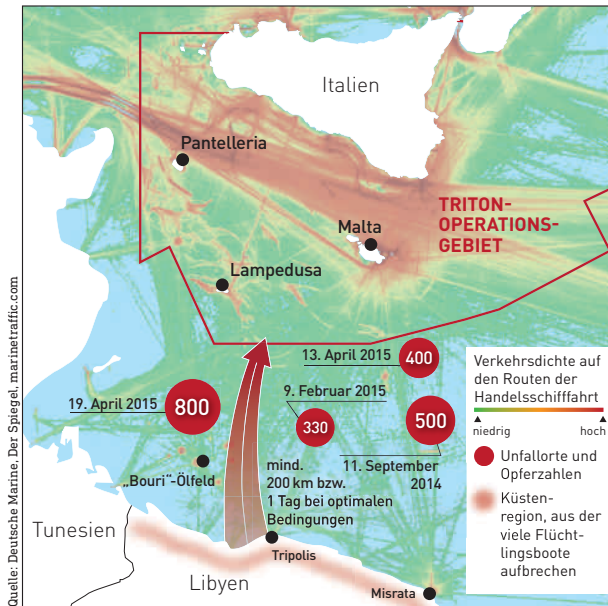 Italien
Pantelleria
TRITON-
OPERATIONS-
GEBIET
Malta
Lampedusa
13. April 2015
400
19. April 2015
800
9. Februar 2015
330
500
11. September
2014
„Bouri“-Ölfeld
mind.
200 km bzw.
1 Tag bei optimalen
Bedingungen
Tunesien
Tripolis
Libyen
Misrata
Verkehrsdichte auf
den Routen der
Handelsschifffahrt
niedrig
hoch
Unfallorte und
Opferzahlen
Küsten-
region, aus der
viele Flücht-
lingsboote
aufbrechen
Quelle: Deutsche Marine, Der Spiegel, marinetraffic.com